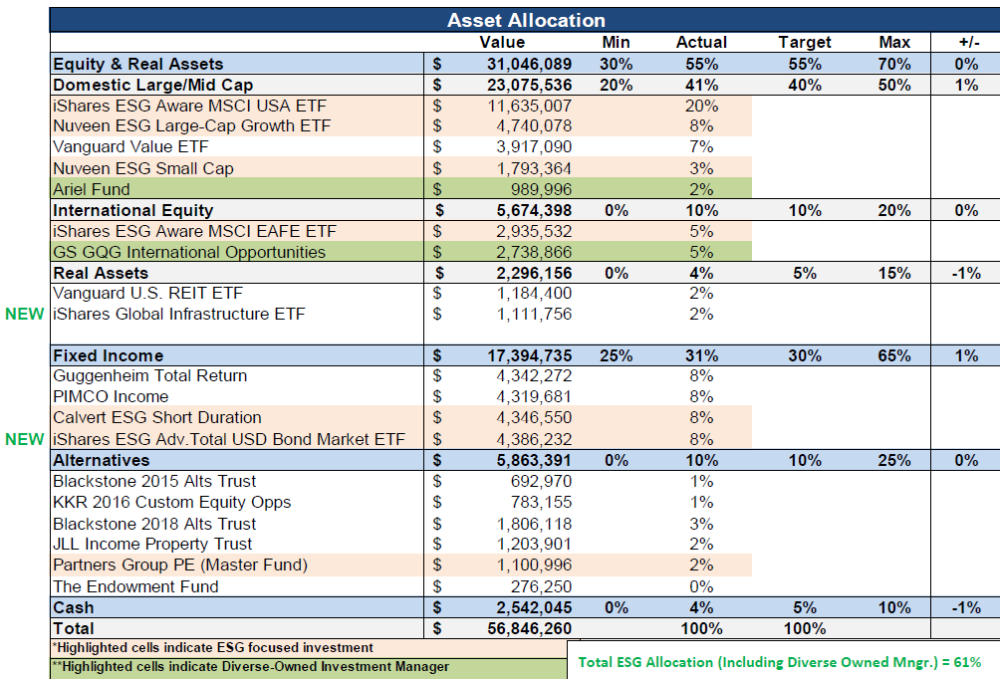 Asset Allocation
Value Min Actual Target Max +/-
Equity & Real Assets $ 31,046,089 30% 55% 55% 70% 0%
Domestic Large/Mid Cap $ 23,075,536 20% 41% 40% 50% 1%
iShares ESG Aware MSCI USA ETF $ 11,635,007 20%
Nuveen ESG Large-Cap Growth ETF $ 4,740,078 8%
Vanguard Value ETF $ 3,917,090 7%
Nuveen ESG Small Cap $ 1,793,364 3%
Ariel Fund $ 989,996 2%
International Equity $ 5,674,398 0% 10% 10% 20% 0%
iShares ESG Aware MSCI EAFE ETF $ 2,935,532 5%
GS GQG International Opportunities $ 2,738,866 5%
Real Assets $ 2,296,156 0% 4% 5% 15% -1%
Vanguard U.S. REIT ETF $ 1,184,400 2%
NEW iShares Global Infrastructure ETF $ 1,111,756 2%
Fixed Income $ 17,394,735 25% 31% 30% 65% 1%
Guggenheim Total Return $ 4,342,272 8%
PIMCO Income $ 4,319,681 8%
Calvert ESG Short Duration $ 4,346,550 8%
NEW iShares ESG Adv.Total USD Bond Market ETF $ 4,386,232 8%
Alternatives $ 5,863,391 0% 10% 10% 25% 0%
Blackstone 2015 Alts Trust $ 692,970 1%
KKR 2016 Custom Equity Opps $ 783,155 1%
Blackstone 2018 Alts Trust $ 1,806,118 3%
JLL Income Property Trust $ 1,203,901 2%
Partners Group PE (Master Fund) $ 1,100,996 2%
The Endowment Fund $ 276,250 0%
Cash $ 2,542,045 0% 4% 5% 10% -1%
Total $ 56,846,260 100% 100%
*Highlighted cells indicate ESG focused investment
**Highlighted cells indicate Diverse-Owned Investment Manager
Total ESG Allocation (Including Diverse Owned Mngr.) = 61%